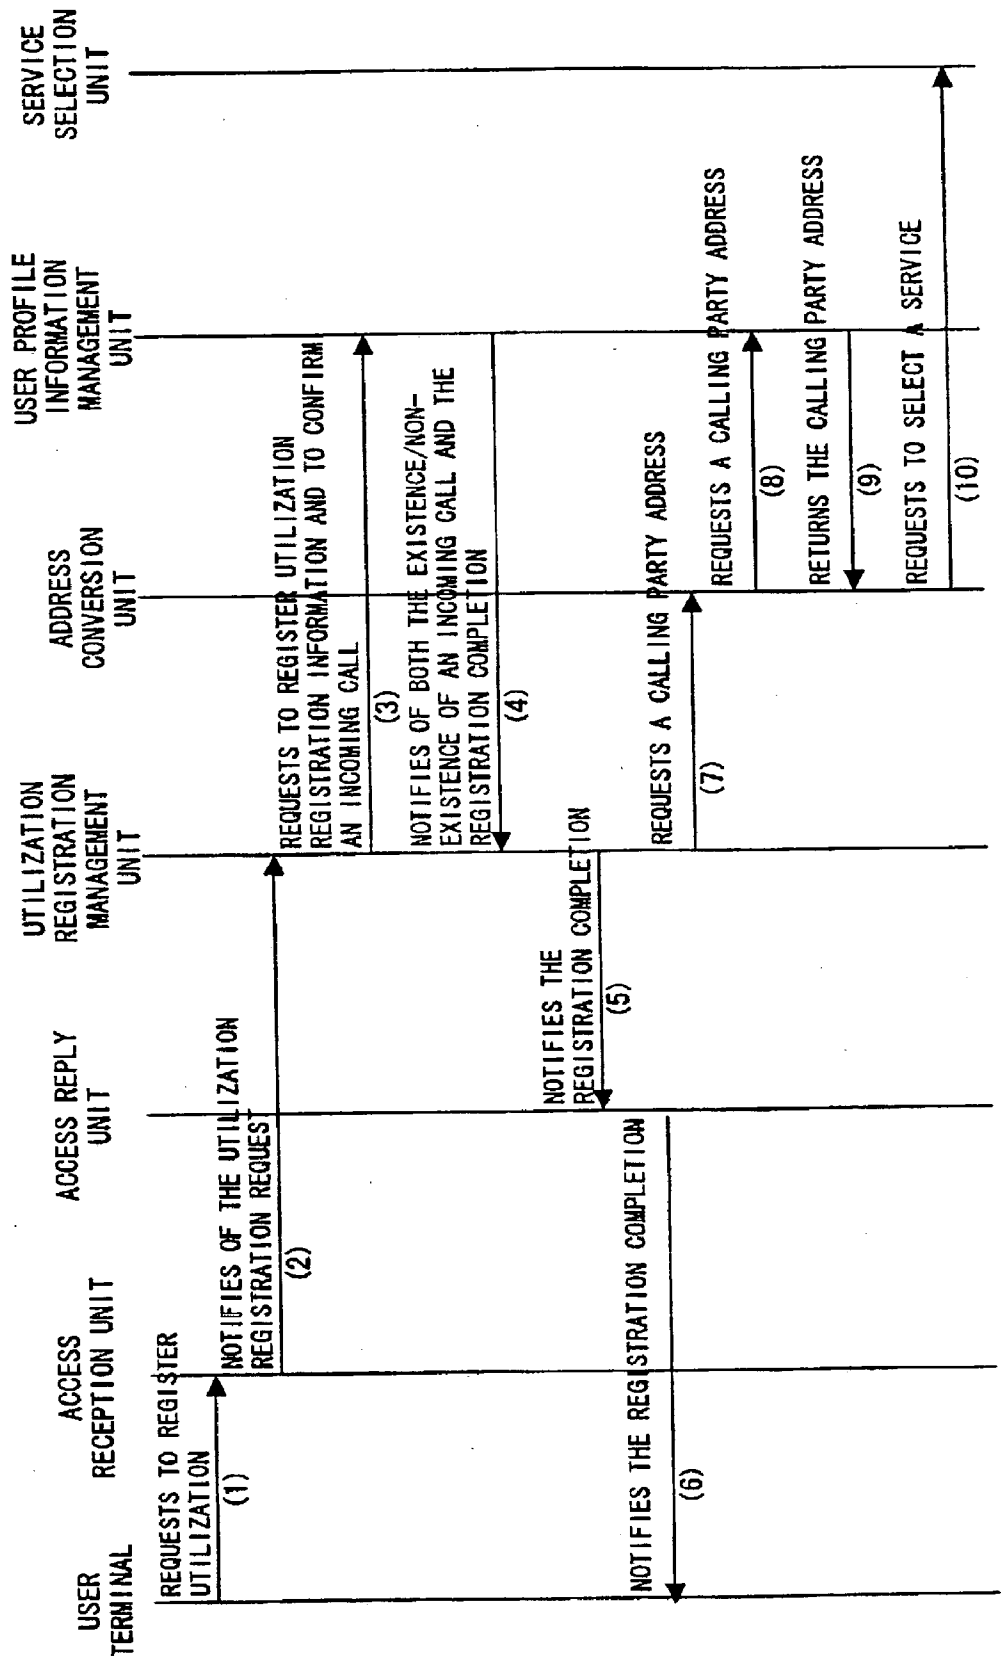 USER
TERMINAL
ACCESS
RECEPTION UNIT
ACCESS REPLY
UNIT
UTILIZATION
REGISTRATION
MANAGEMENT
UNIT
ADDRESS
CONVERSION
UNIT
USER PROFILE
INFORMATION
MANAGEMENT
UNIT
SERVICE
SELECTION
UNIT
REQUESTS TO REGISTER
UTILIZATION
(1)
NOTIFIES OF THE UTILIZATION
REGISTRATION REQUEST
(2)
REQUESTS TO REGISTER UTILIZATION
REGISTRATION INFORMATION AND TO CONFIRM
AN INCOMING CALL
(3)
NOTIFIES OF BOTH THE EXISTENCE/NON-
EXISTENCE OF AN INCOMING CALL AND THE
REGISTRATION COMPLETION
(4)
NOTIFIES THE
REGISTRATION COMPLETION
(5)
NOTIFIES THE REGISTRATION COMPLETION
(6)
REQUESTS A CALLING PARTY ADDRESS
(7)
REQUESTS A CALLING PARTY ADDRESS
(8)
RETURNS THE CALLING PARTY ADDRESS
(9)
REQUESTS TO SELECT A SERVICE
(10)